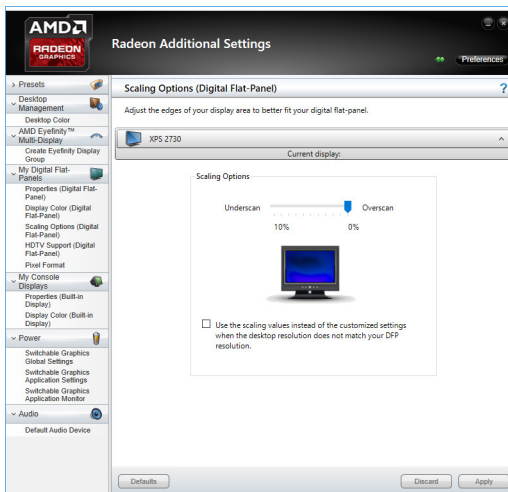 AMD
RADEON
GRAPHICS
Radeon Additional Settings
Preferences
Presets
Desktop
Management
Desktop Color
AMD Eyefinity™
Multi-Display
Create Eyefinity Display
Group
My Digital Flat-
Panels
Properties (Digital Flat-
Panel)
Display Color (Digital
Flat-Panel)
Scaling Options (Digital
Flat-Panel)
HDTV Support (Digital
Flat-Panel)
Pixel Format
My Console
Displays
Properties (Built-in
Display)
Display Color (Built-in
Display)
Power
Switchable Graphics
Global Settings
Switchable Graphics
Application Settings
Switchable Graphics
Application Monitor
Audio
Default Audio Device
Scaling Options (Digital Flat-Panel)
?
Adjust the edges of your display area to better fit your digital flat-panel.
XPS 2730
Current display:
Scaling Options
Underscan Overscan
10% 0%
Use the scaling values instead of the customized settings
when the desktop resolution does not match your DFP
resolution.
Defaults Discard Apply